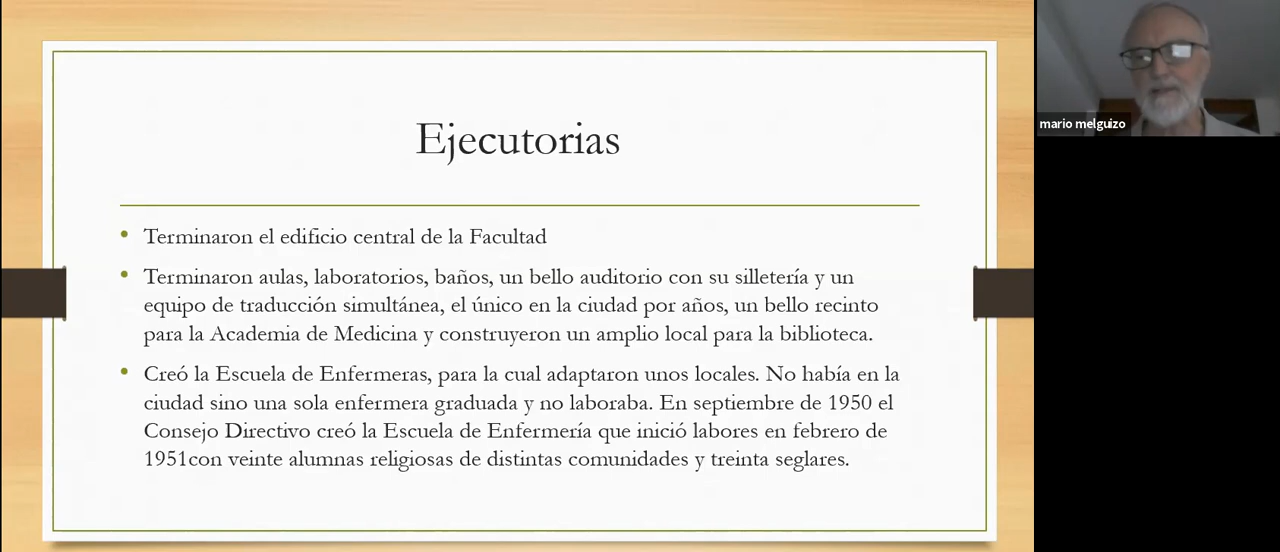 Ejecutorias
• Terminaron el edificio central de la Facultad
• Terminaron aulas, laboratorios, baños, un bello auditorio con su silletería y un
equipo de traducción simultánea, el único en la ciudad por años, un bello recinto
para la Academia de Medicina y construyeron un amplio local para la biblioteca.
• Creó la Escuela de Enfermeras, para la cual adaptaron unos locales. No había en la
ciudad sino una sola enfermera graduada y no laboraba. En septiembre de 1950 el
Consejo Directivo creó la Escuela de Enfermería que inició labores en febrero de
1951con veinte alumnas religiosas de distintas comunidades y treinta seglares.
mario melguizo